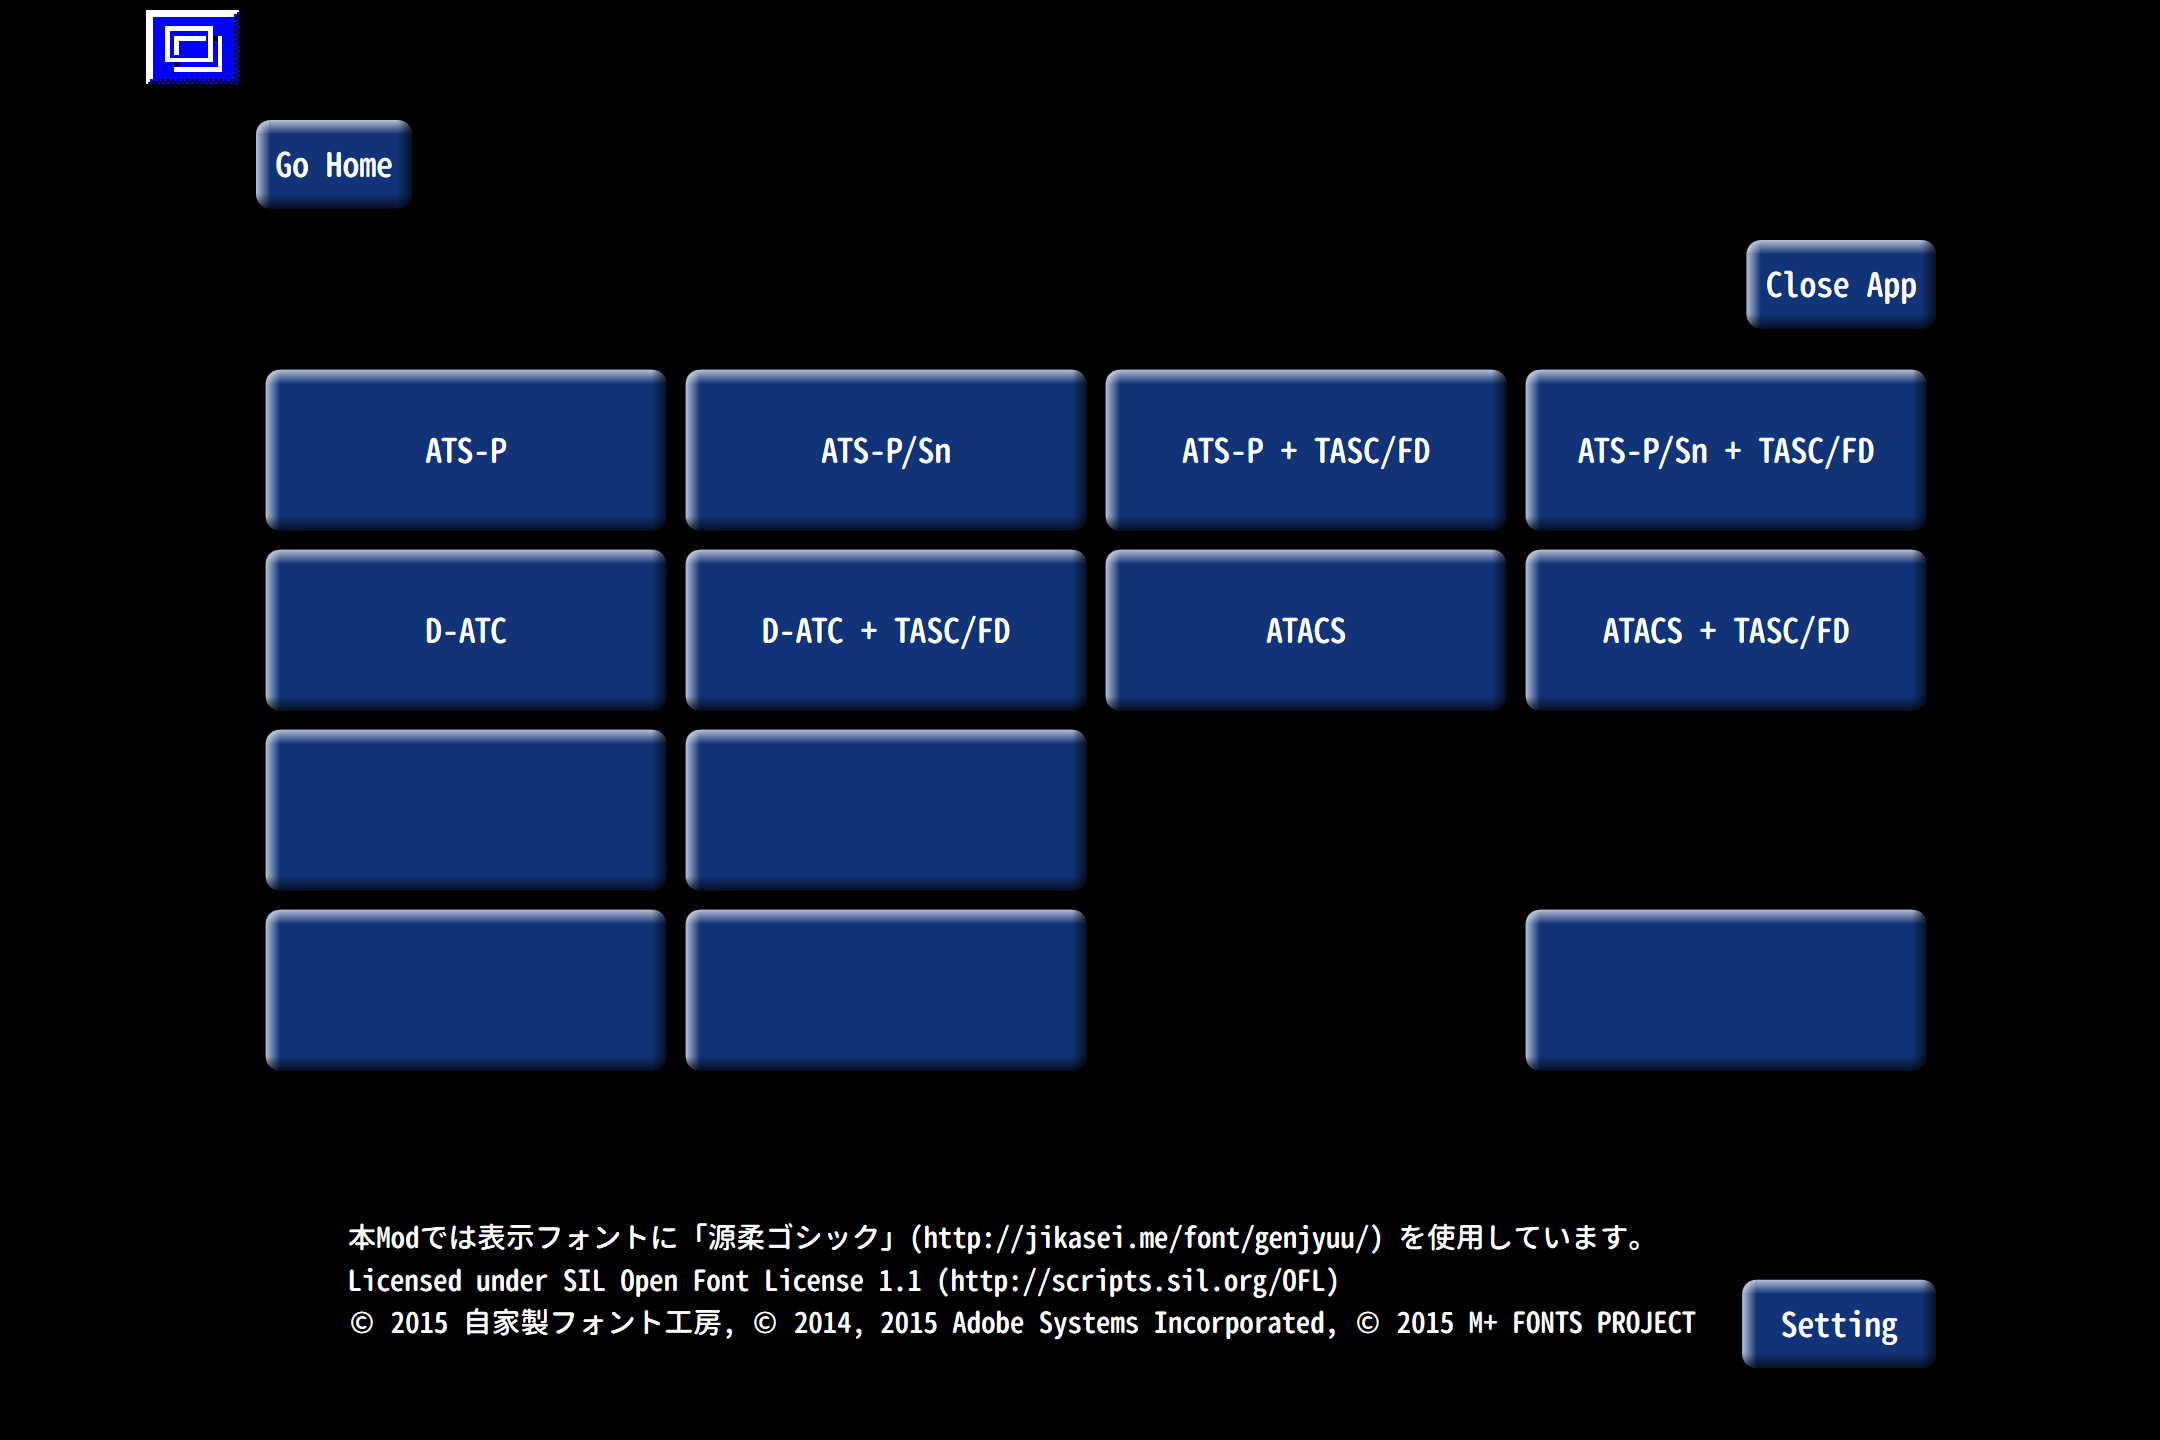 Go Home
Close App
ATS-P
ATS-P/Sn
ATS-P + TASC/FD
ATS-P/Sn + TASC/FD
D-ATC
D-ATC + TASC/FD
ATACS
ATACS + TASC/FD
本Modでは表示フォントに「源柔ゴシック」(http://jikasei.me/font/genjyuu/) を使用しています。
Licensed under SIL Open Font License 1.1 (http://scripts.sil.org/OFL)
© 2015 自家製フォント工房, © 2014, 2015 Adobe Systems Incorporated, © 2015 M+ FONTS PROJECT
Setting